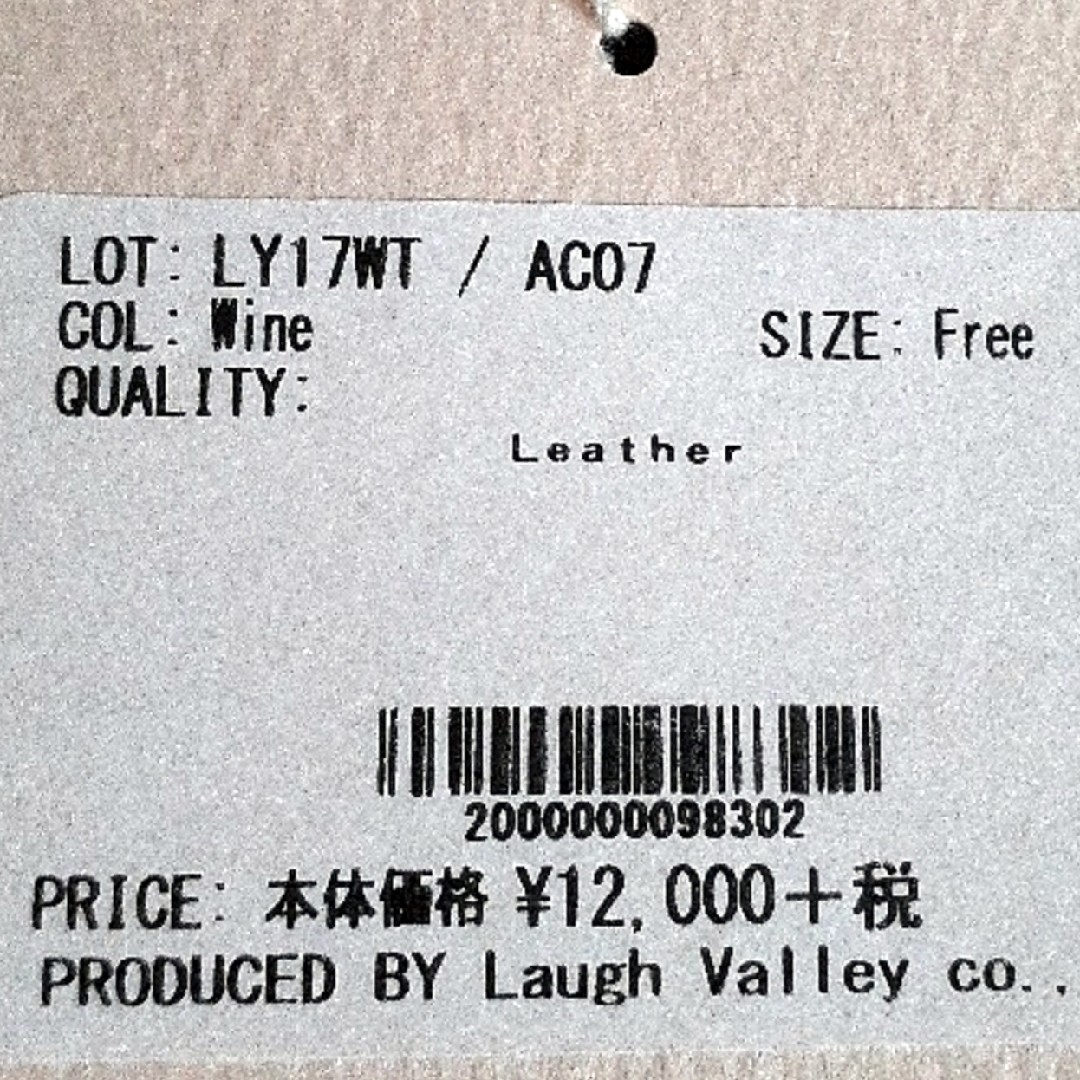 LOT: LY17WT / AC07
COL: Wine SIZE: Free
QUALITY:
Leather
2000000098302
PRICE: 本体価格 ¥12,000+税
PRODUCED BY Laugh Valley co.,